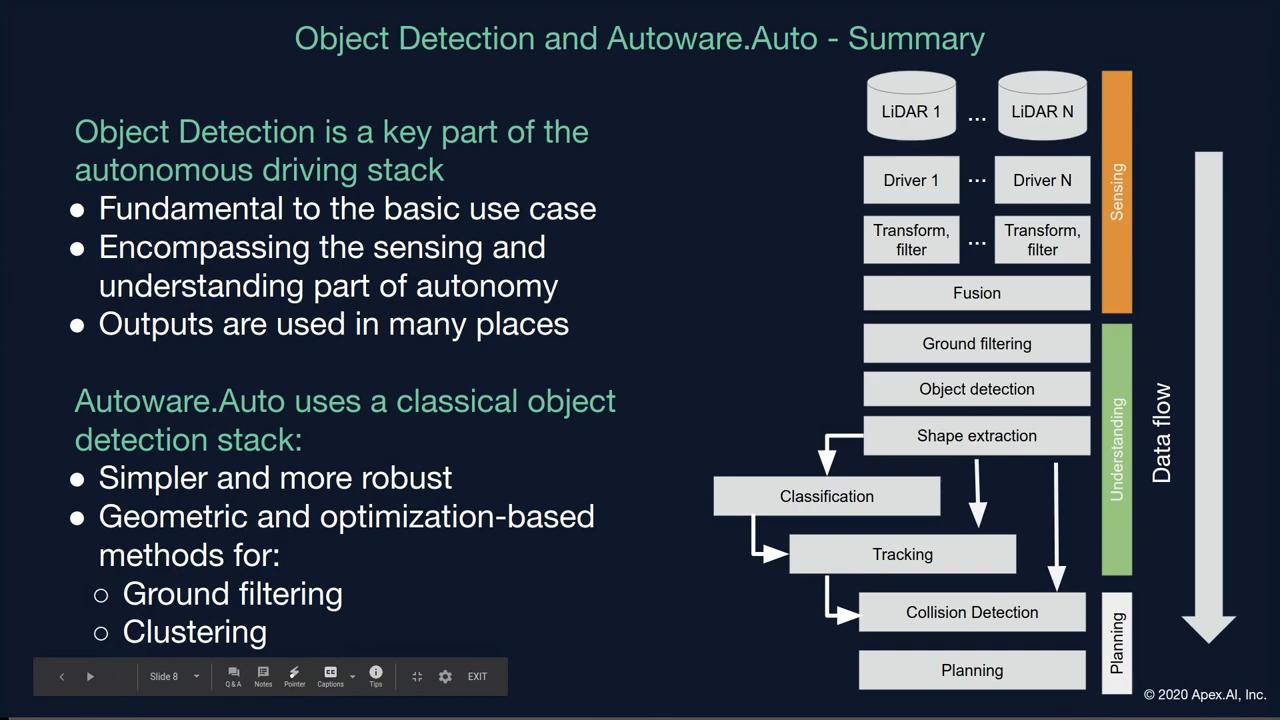 Object Detection and Autoware.Auto - Summary
Object Detection is a key part of the
autonomous driving stack
● Fundamental to the basic use case
● Encompassing the sensing and
understanding part of autonomy
● Outputs are used in many places
Autoware.Auto uses a classical object
detection stack:
● Simpler and more robust
● Geometric and optimization-based
methods for:
○ Ground filtering
○ Clustering
LiDAR 1 ... LiDAR N
Driver 1 ... Driver N
Transform,
filter
...
Transform,
filter
Fusion
Ground filtering
Object detection
Shape extraction
Classification
Tracking
Collision Detection
Planning
Sensing
Understanding
Planning
Data flow
Slide 8
Q & A
Notes
Pointer
CC
Captions
Tips
EXIT
© 2020 Apex.AI, Inc.